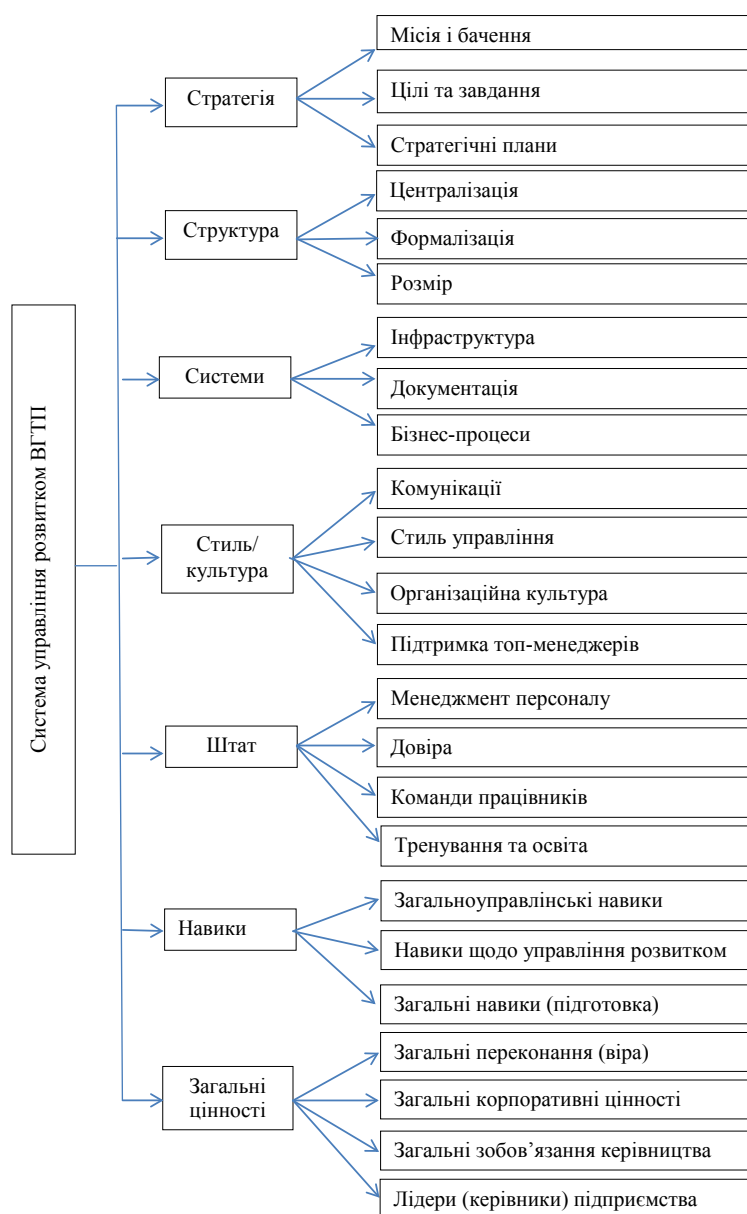 Система управління розвитком ВГТП
Стратегія
Місія і бачення
Цілі та завдання
Стратегічні плани
Структура
Централізація
Формалізація
Розмір
Системи
Інфраструктура
Документація
Бізнес-процеси
Стиль/
культура
Комунікації
Стиль управління
Організаційна культура
Підтримка топ-менеджерів
Штат
Менеджмент персоналу
Довіра
Команди працівників
Тренування та освіта
Навики
Загальноуправлінські навики
Навики щодо управління розвитком
Загальні навики (підготовка)
Загальні
цінності
Загальні переконання (віра)
Загальні корпоративні цінності
Загальні зобов’язання керівництва
Лідери (керівники) підприємства